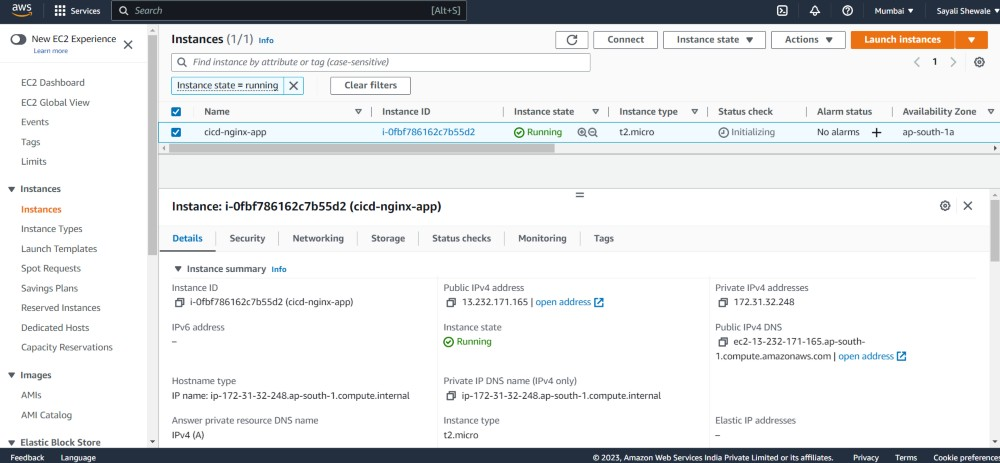 aws Services Search [Alt+S] Mumbai Sayali Shewale
New EC2 Experience
Learn more
EC2 Dashboard
EC2 Global View
Events
Tags
Limits
Instances
Instances
Instance Types
Launch Templates
Spot Requests
Savings Plans
Reserved Instances
Dedicated Hosts
Capacity Reservations
Images
AMIs
AMI Catalog
Elastic Block Store
Instances (1/1) Info
Connect Instance state Actions Launch instances
Find instance by attribute or tag (case-sensitive)
1
Instance state = running Clear filters
Name Instance ID Instance state Instance type Status check Alarm status Availability Zone
cicd-nginx-app i-0fbf786162c7b55d2 Running t2.micro Initializing No alarms + ap-south-1a
Instance: i-0fbf786162c7b55d2 (cicd-nginx-app)
Details Security Networking Storage Status checks Monitoring Tags
Instance summary Info
Instance ID
i-0fbf786162c7b55d2 (cicd-nginx-app)
Public IPv4 address
13.232.171.165 | open address
Private IPv4 addresses
172.31.32.248
IPv6 address
–
Instance state
Running
Public IPv4 DNS
ec2-13-232-171-165.ap-south-
1.compute.amazonaws.com | open address
Hostname type
IP name: ip-172-31-32-248.ap-south-1.compute.internal
Private IP DNS name (IPv4 only)
ip-172-31-32-248.ap-south-1.compute.internal
Answer private resource DNS name
IPv4 (A)
Instance type
t2.micro
Elastic IP addresses
–
Feedback Language © 2023, Amazon Web Services India Private Limited or its affiliates. Privacy Terms Cookie preferences